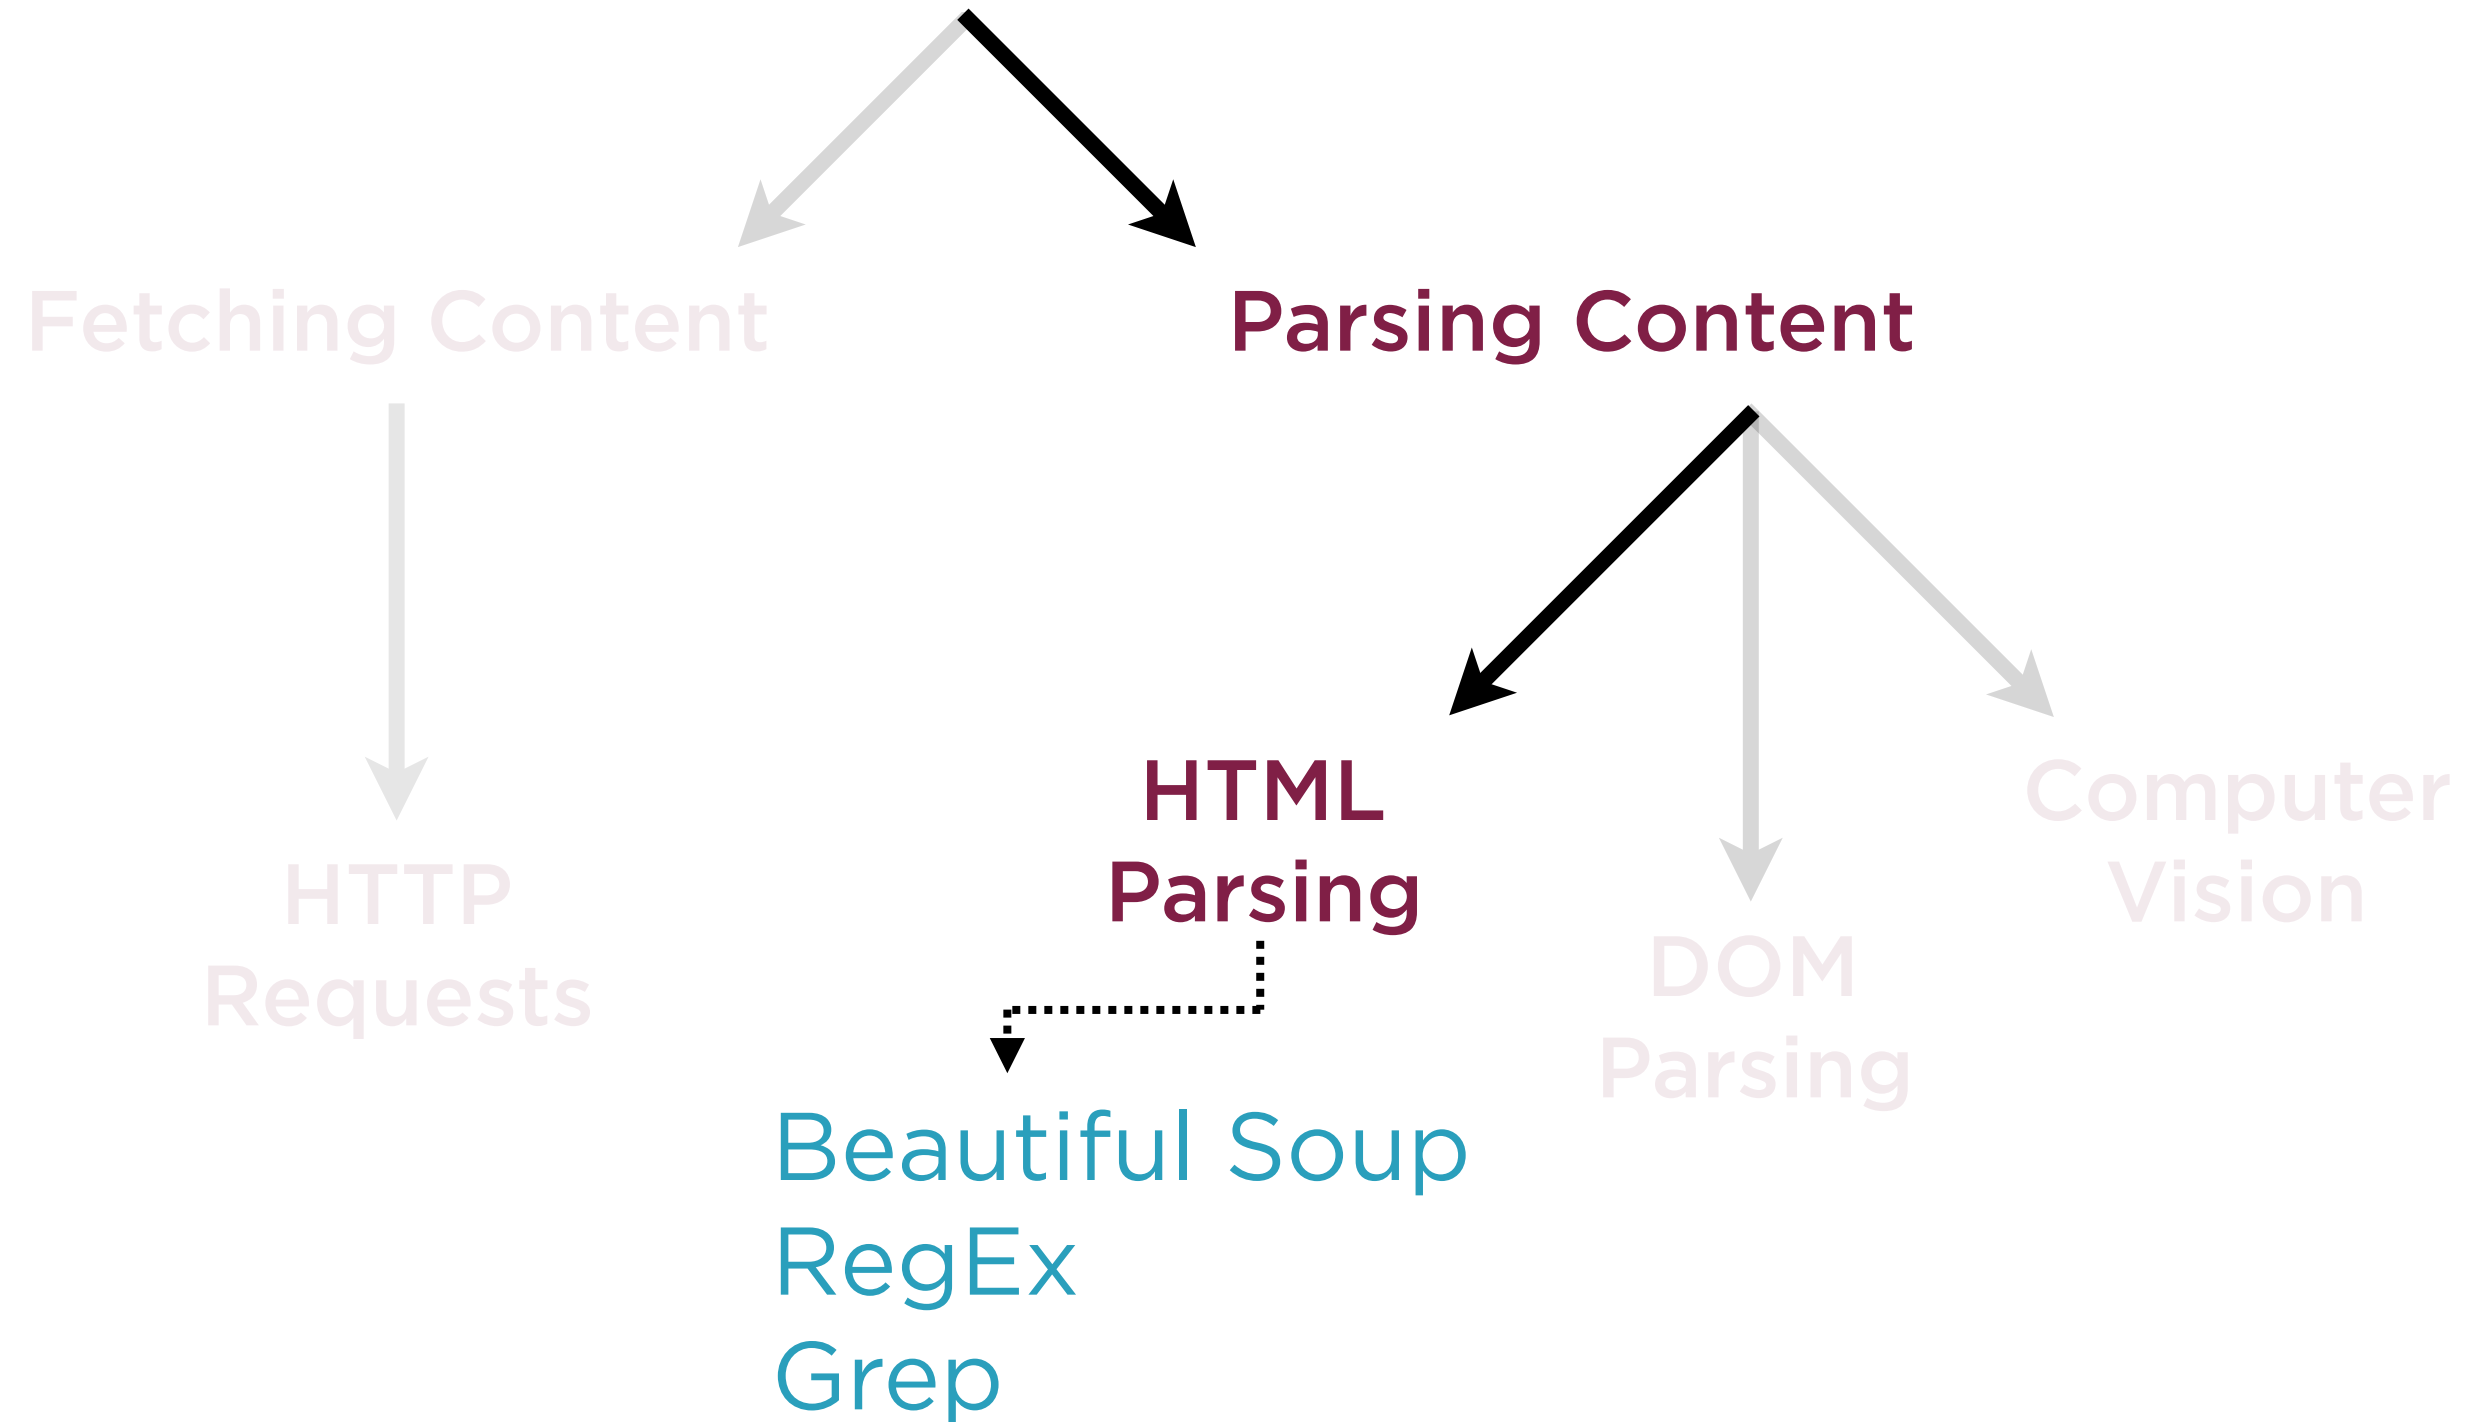 Fetching Content
Parsing Content
HTTP
Requests
HTML
Parsing
DOM
Parsing
Computer
Vision
Beautiful Soup
RegEx
Grep